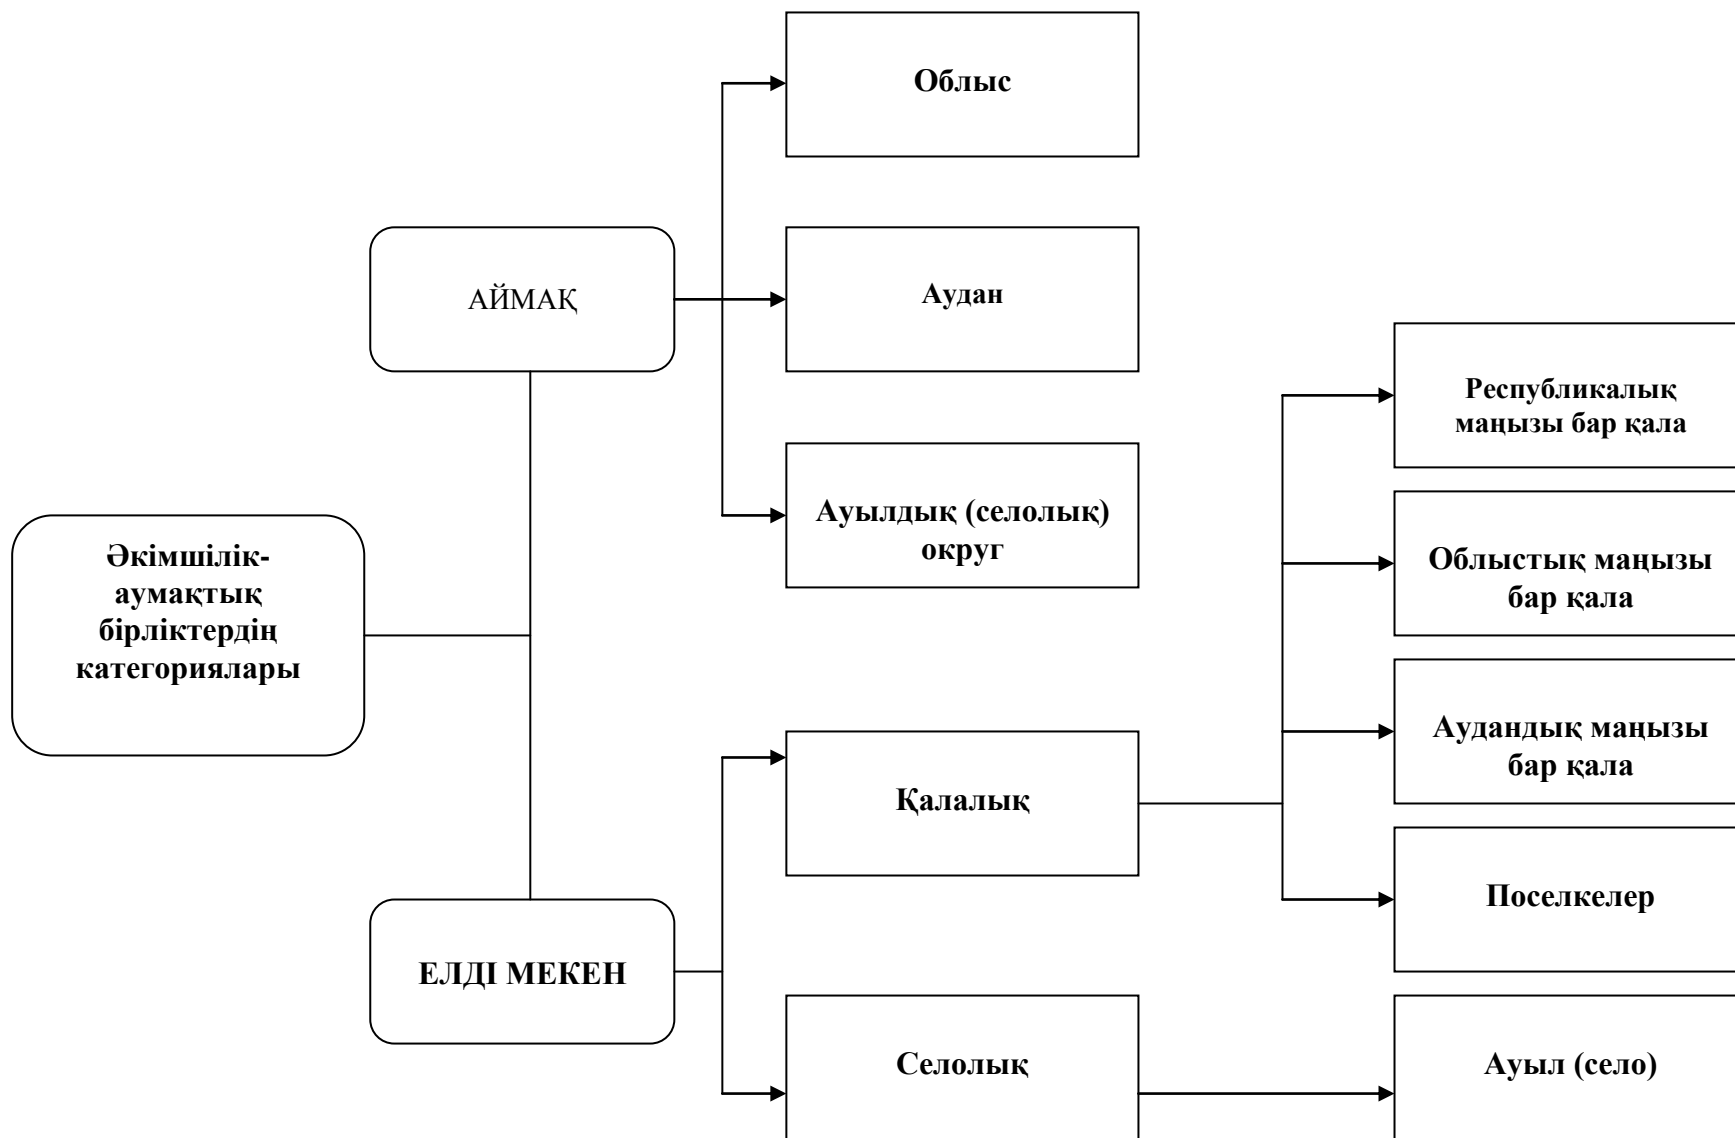 Облыс
АЙМАҚ
Аудан
Ауылдық (селолық)
округ
Әкімшілік-
аумақтық
бірліктердің
категориялары
Республикалық
маңызы бар қала
Облыстық маңызы
бар қала
Аудандық маңызы
бар қала
Қалалық
Поселкелер
ЕЛДІ МЕКЕН
Селолық
Ауыл (село)